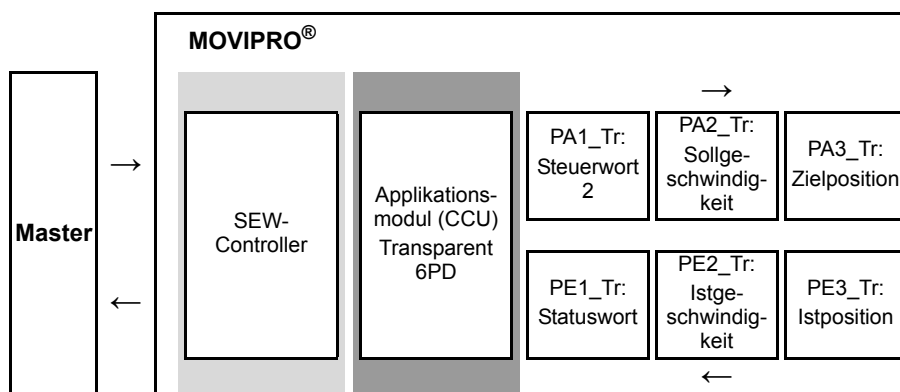 MOVIPRO®
→
←
Master
SEW-
Controller
Applikations-
modul (CCU)
Transparent
6PD
→
PA1_Tr:
Steuerwort
2
PA2_Tr:
Sollge-
schwindig-
keit
PA3_Tr:
Zielposition
PE1_Tr:
Statuswort
PE2_Tr:
Istge-
schwindig-
keit
PE3_Tr:
Istposition
←